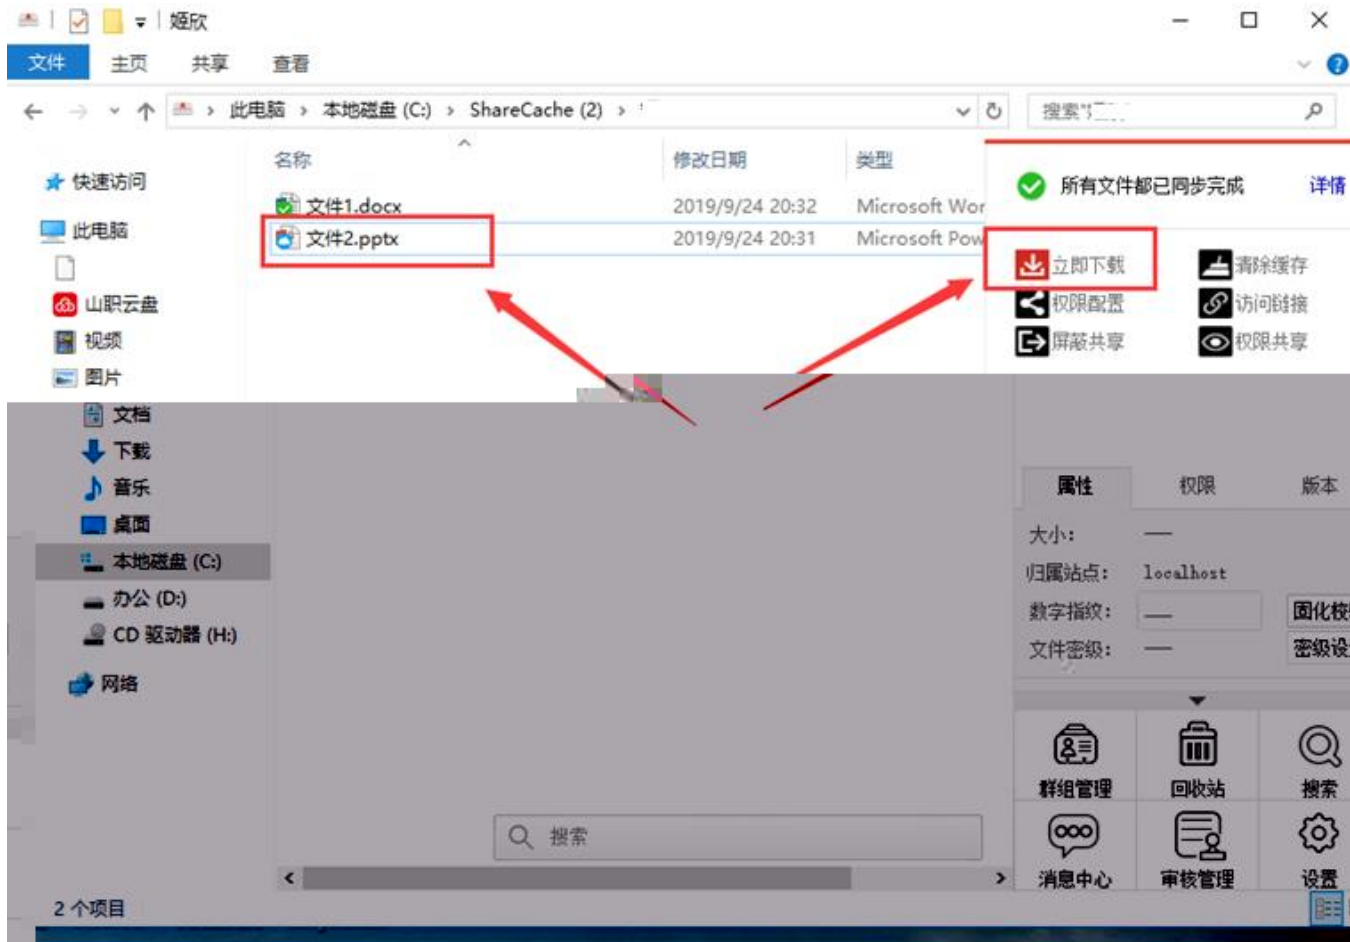 姬欣
文件 主页 共享 查看
此电脑 > 本地磁盘 (C:) > ShareCache (2) >
搜索"
名称 修改日期 类型
快速访问
此电脑
山职云盘
视频
图片
文档
下载
音乐
桌面
本地磁盘 (C:)
办公 (D:)
CD 驱动器 (H:)
网络
文件1.docx 2019/9/24 20:32 Microsoft Wor
文件2.pptx 2019/9/24 20:31 Microsoft Pow
所有文件都已同步完成 详情
立即下载 清除缓存
权限配置 访问链接
屏蔽共享 权限共享
属性 权限 版本
大小: —
归属站点: localhost
数字指纹: — 固化校
文件密级: — 密级设
群组管理 回收站 搜索
消息中心 审核管理 设置
搜索
2 个项目